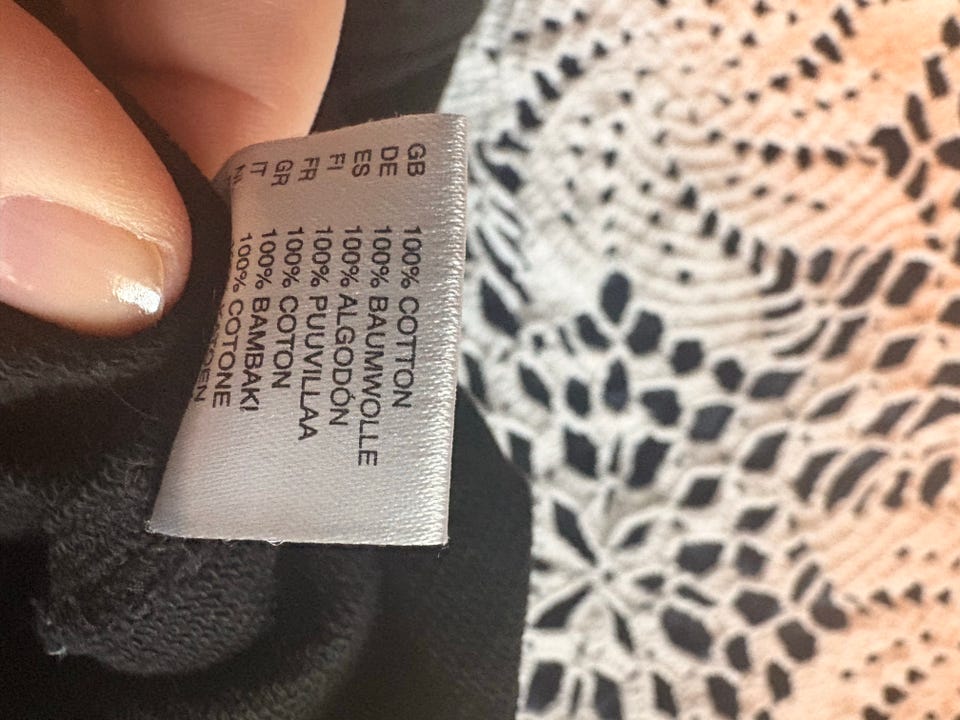 GB 100% COTTON
DE 100% BAUMWOLLE
ES 100% ALGODÓN
FI 100% PUUVILLAA
FR 100% COTON
GR 100% BAMBAKI
IT 100% COTONE
NL